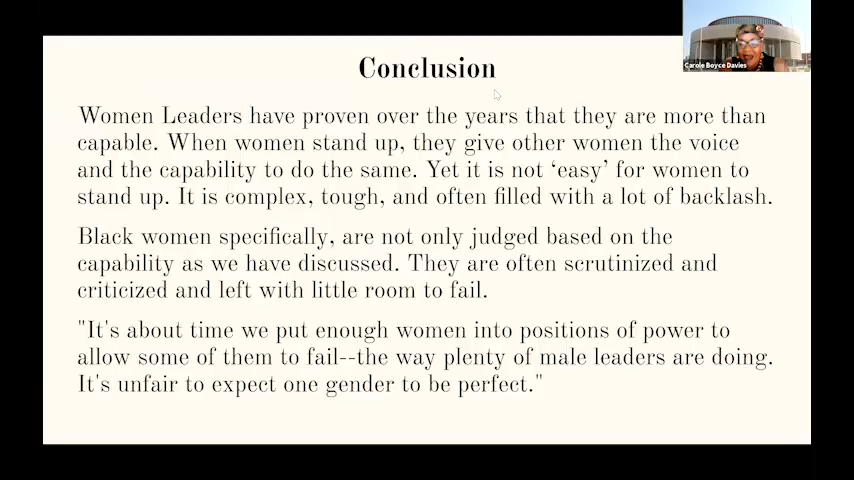 Carole Boyce Davies
Conclusion
Women Leaders have proven over the years that they are more than
capable. When women stand up, they give other women the voice
and the capability to do the same. Yet it is not ‘easy’ for women to
stand up. It is complex, tough, and often filled with a lot of backlash.
Black women specifically, are not only judged based on the
capability as we have discussed. They are often scrutinized and
criticized and left with little room to fail.
"It's about time we put enough women into positions of power to
allow some of them to fail--the way plenty of male leaders are doing.
It's unfair to expect one gender to be perfect."